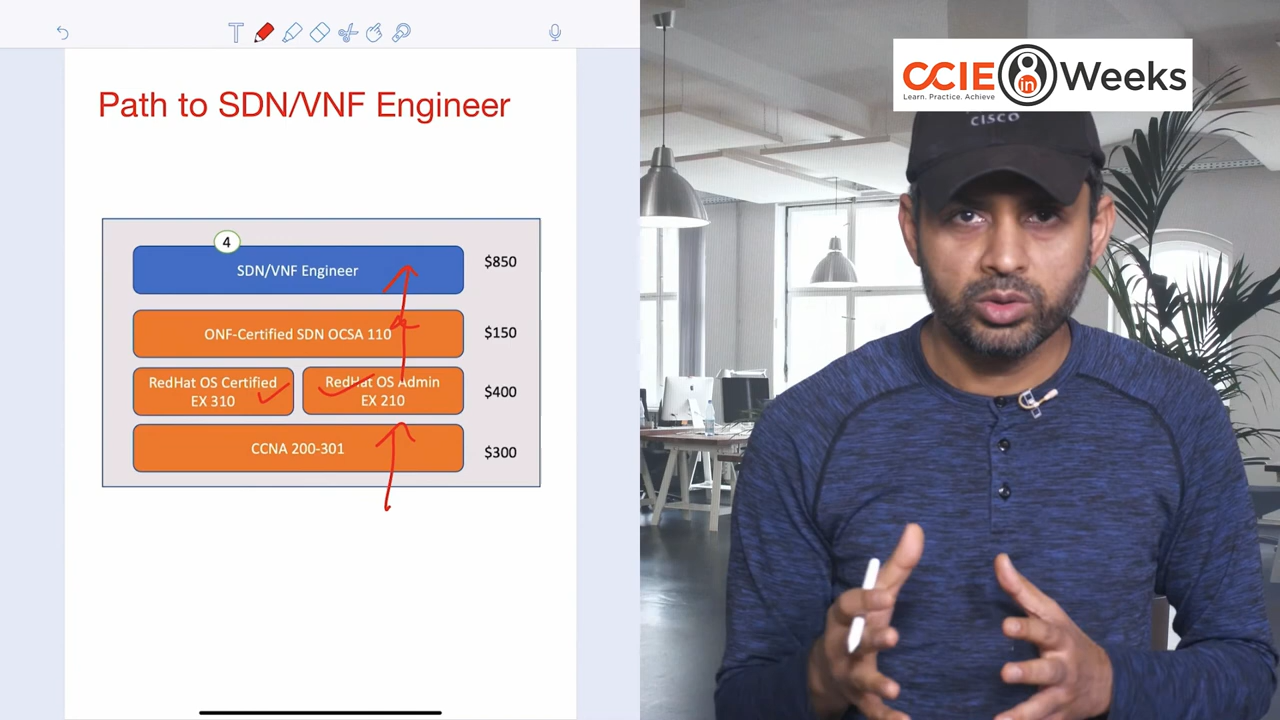 T
Path to SDN/VNF Engineer
4
SDN/VNF Engineer
$850
ONF-Certified SDN OCSA 110
$150
RedHat OS Certified
EX 310
RedHat OS Admin
EX 210
$400
CCNA 200-301
$300
CCIE 8 in Weeks
Learn. Practice. Achieve
CISCO